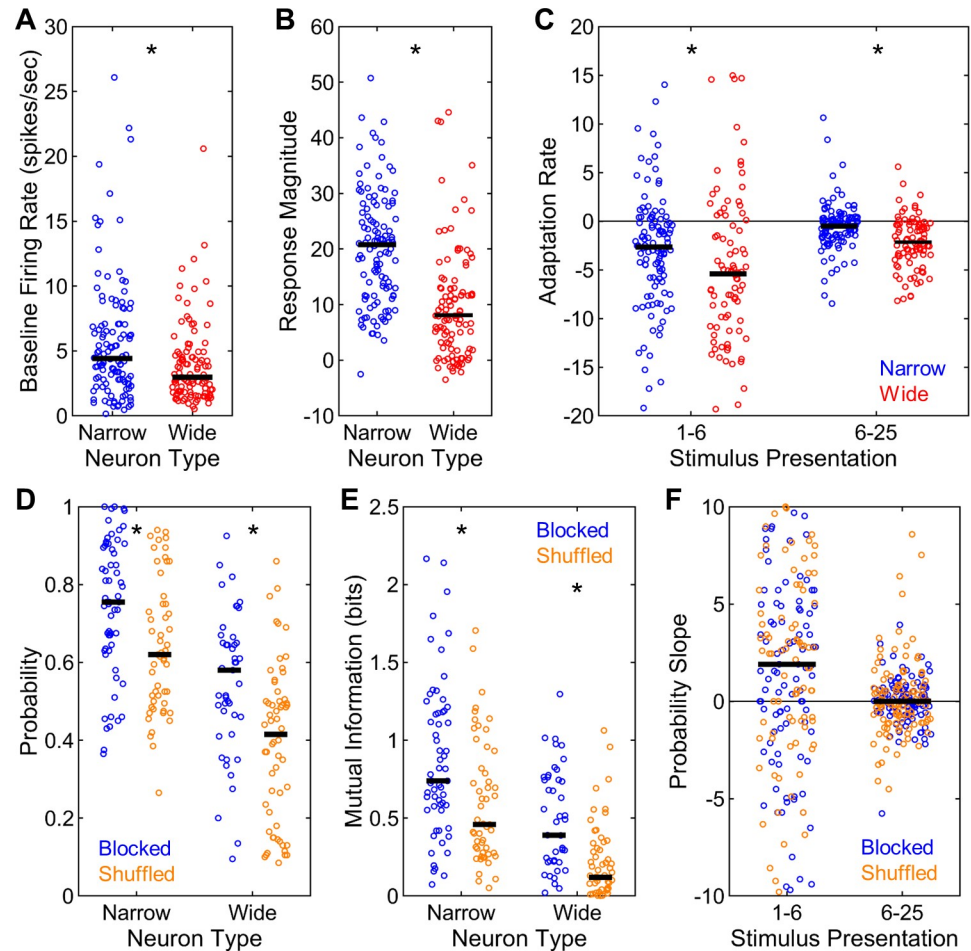 A
Baseline Firing Rate (spikes/sec)
30
25
20
15
10
5
0
*
Narrow Wide
Neuron Type
B
Response Magnitude
60
50
40
30
20
10
0
-10
*
Narrow Wide
Neuron Type
C
Adaptation Rate
20
15
10
5
0
-5
-10
-15
-20
* *
Narrow
Wide
1-6 6-25
Stimulus Presentation
D
Probability
1
0.8
0.6
0.4
0.2
0
* *
Blocked
Shuffled
Narrow Wide
Neuron Type
E
Mutual Information (bits)
2.5
2
1.5
1
0.5
0
Blocked
Shuffled
* *
Narrow Wide
Neuron Type
F
Probability Slope
10
5
0
-5
-10
Blocked
Shuffled
1-6 6-25
Stimulus Presentation